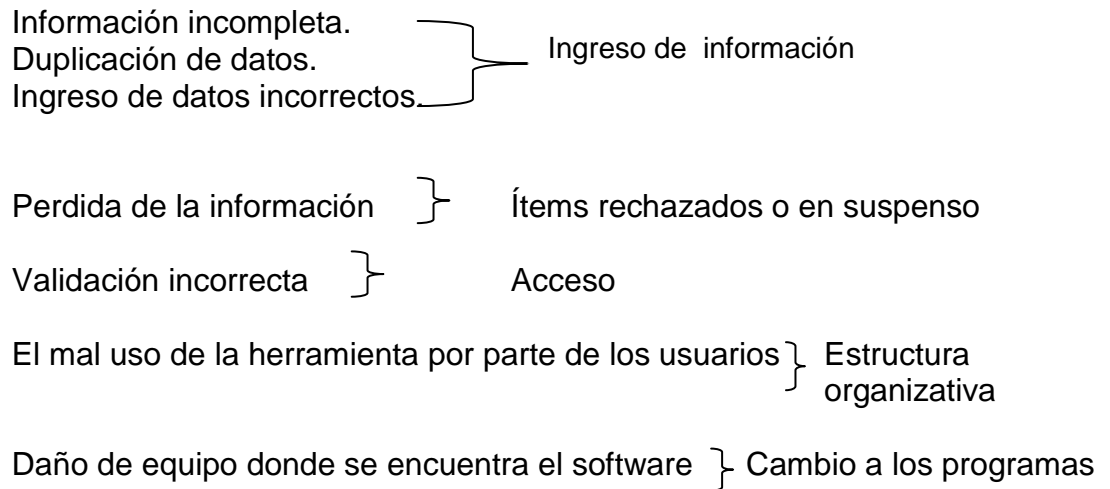 Información incompleta.
Duplicación de datos.
Ingreso de datos incorrectos.
Ingreso de  información
Perdida de la información
Ítems rechazados o en suspenso
Validación incorrecta
Acceso
El mal uso de la herramienta por parte de los usuarios
Estructura
organizativa
Daño de equipo donde se encuentra el software
Cambio a los programas